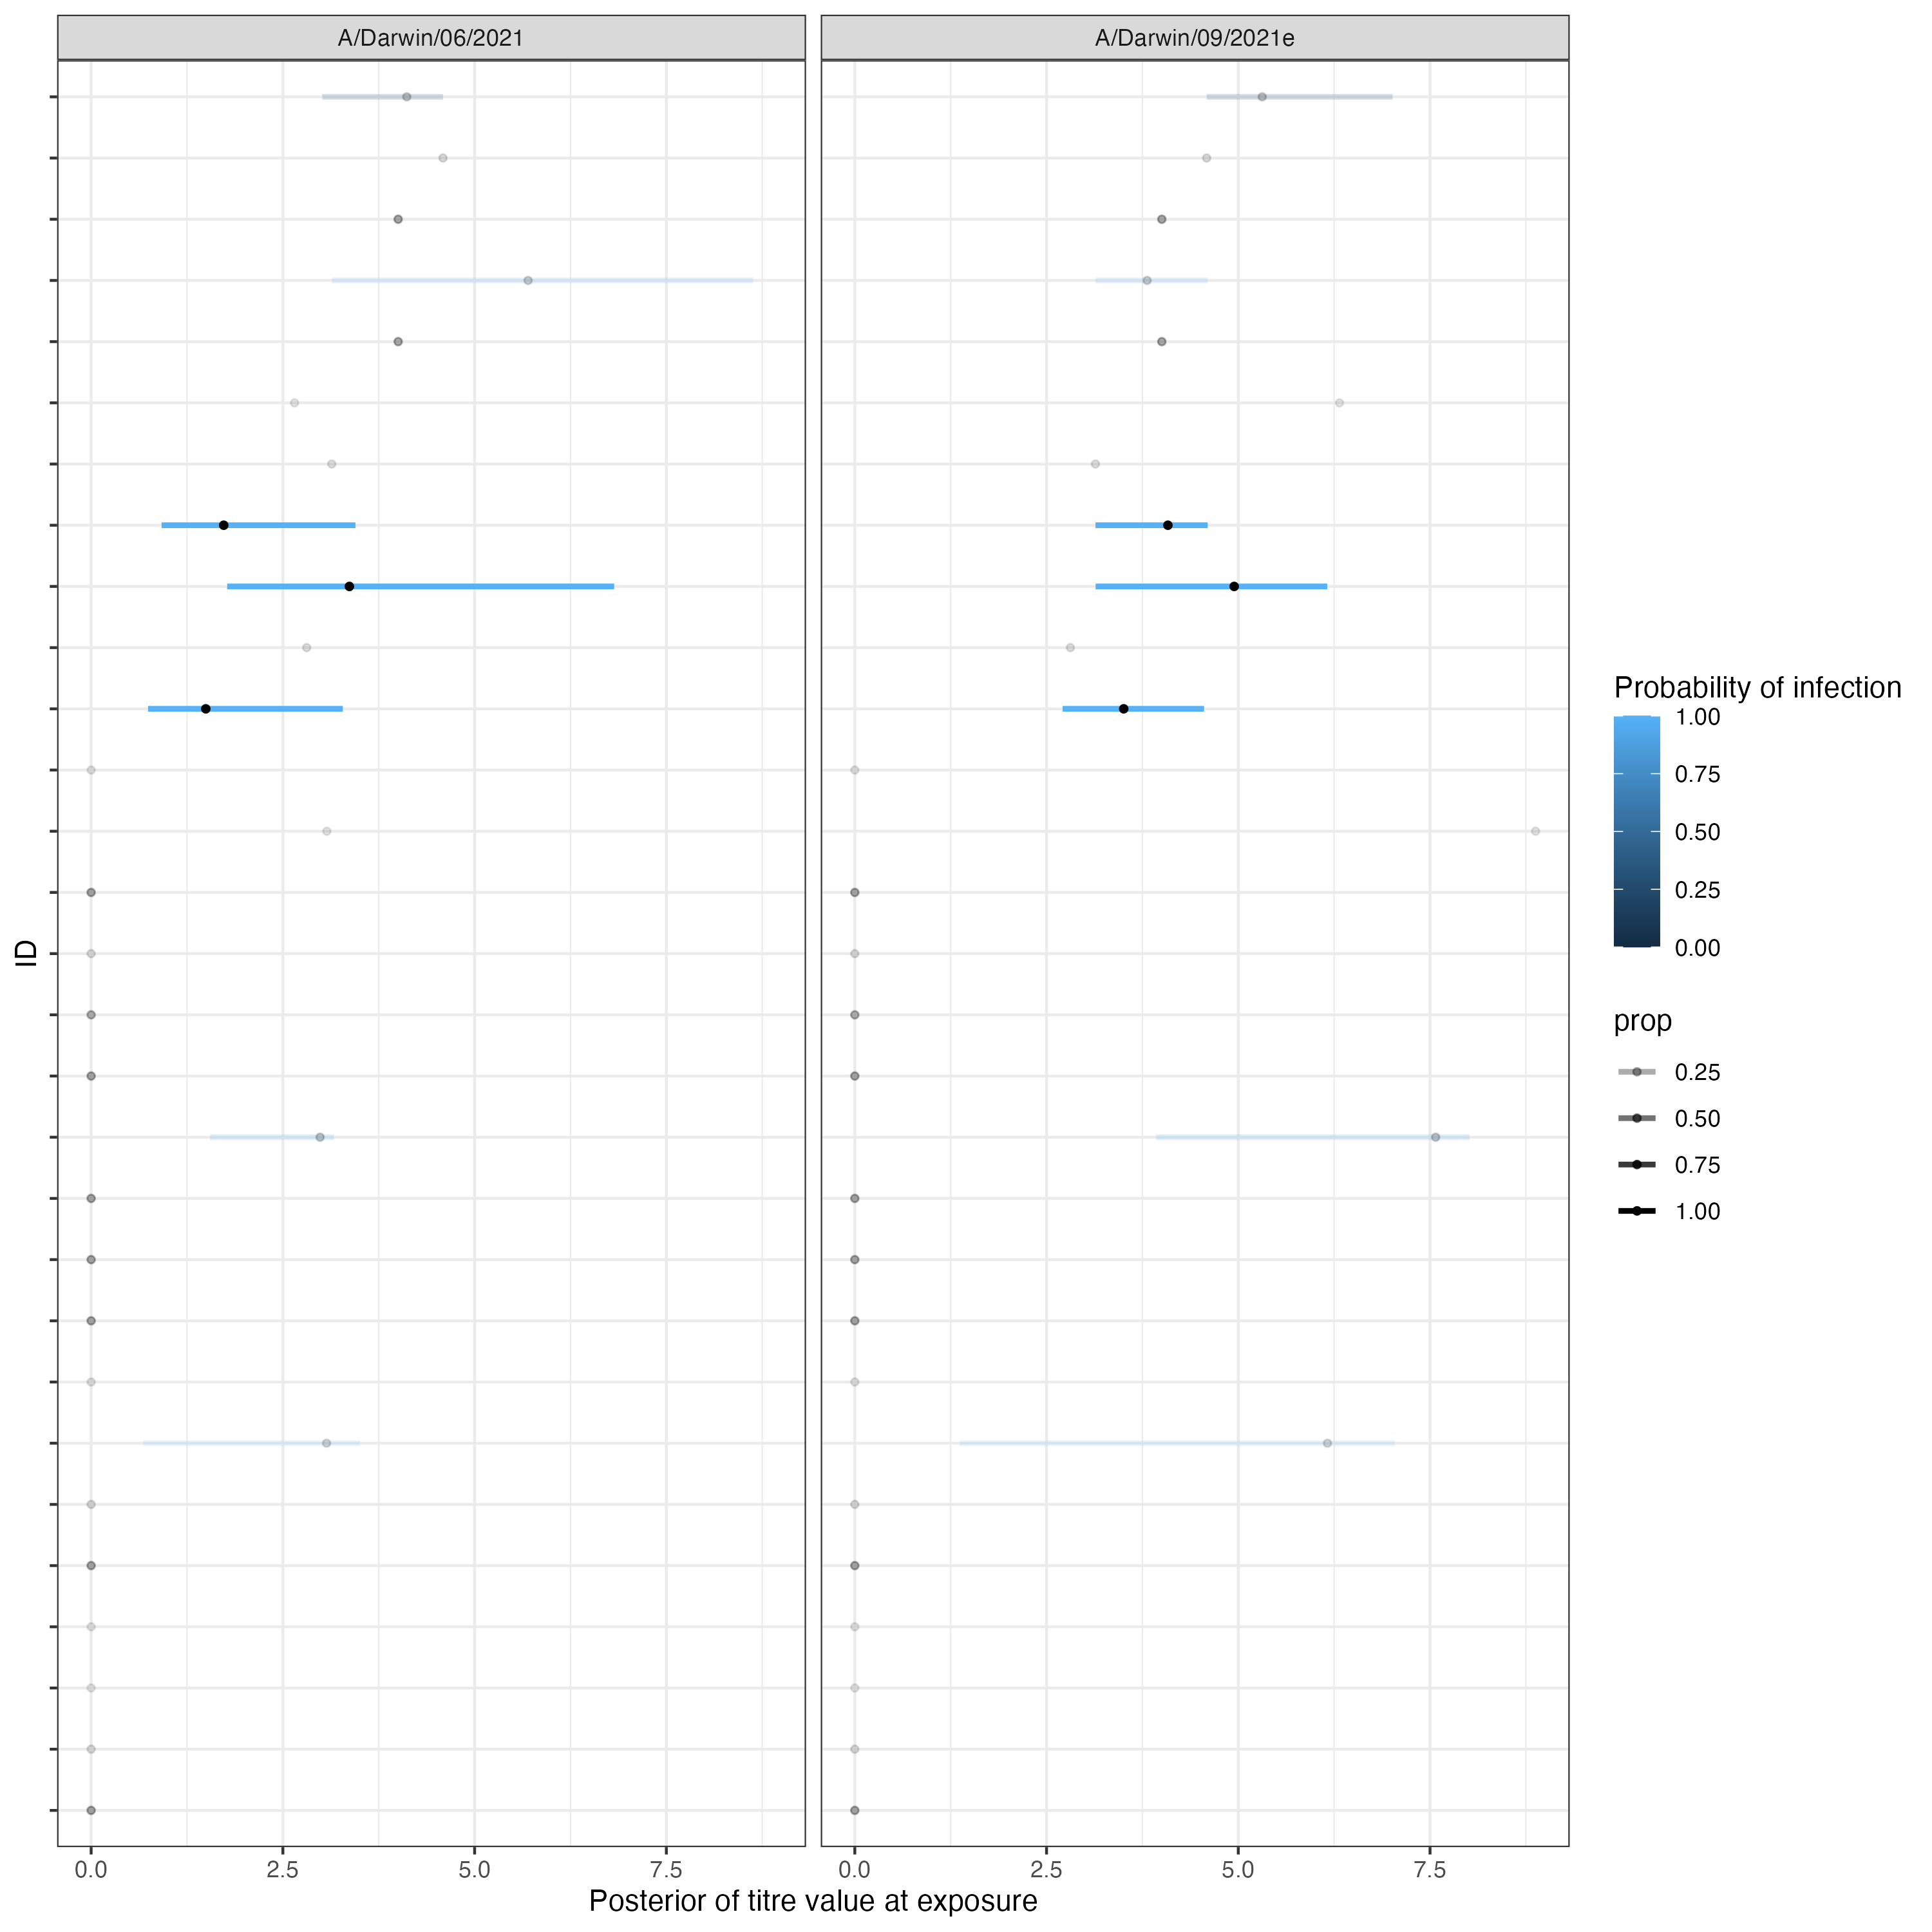 A/Darwin/06/2021
A/Darwin/09/2021e
ID
0.0
2.5
5.0
7.5
0.0
2.5
5.0
7.5
Posterior of titre value at exposure
Probability of infection
1.00
0.75
0.50
0.25
0.00
prop
0.25
0.50
0.75
1.00